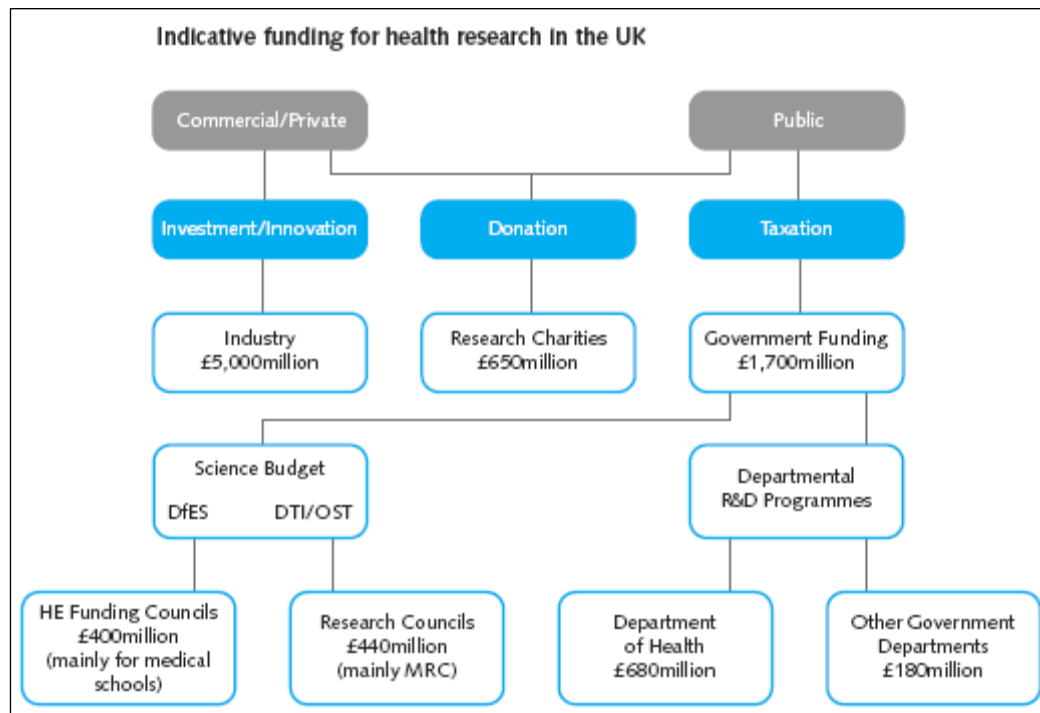 Indicative funding for health research in the UK
Commercial/Private
Public
Investment/Innovation
Donation
Taxation
Industry
£5,000million
Research Charities
£650million
Government Funding
£1,700million
Science Budget
DfES DTI/OST
Departmental
R&D Programmes
HE Funding Councils
£400million
(mainly for medical
schools)
Research Councils
£440million
(mainly MRC)
Department
of Health
£680million
Other Government
Departments
£180million